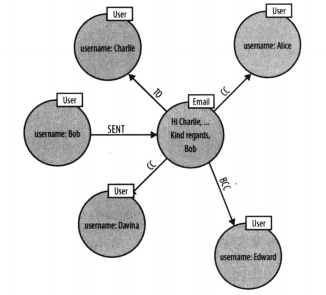 User
username: Charlie
User
username: Alice
TO
CC
Email
Hi Charlie, ...
Kind regards,
Bob
User
username: Bob
SENT
CC
BCC
User
username: Davina
User
username: Edward